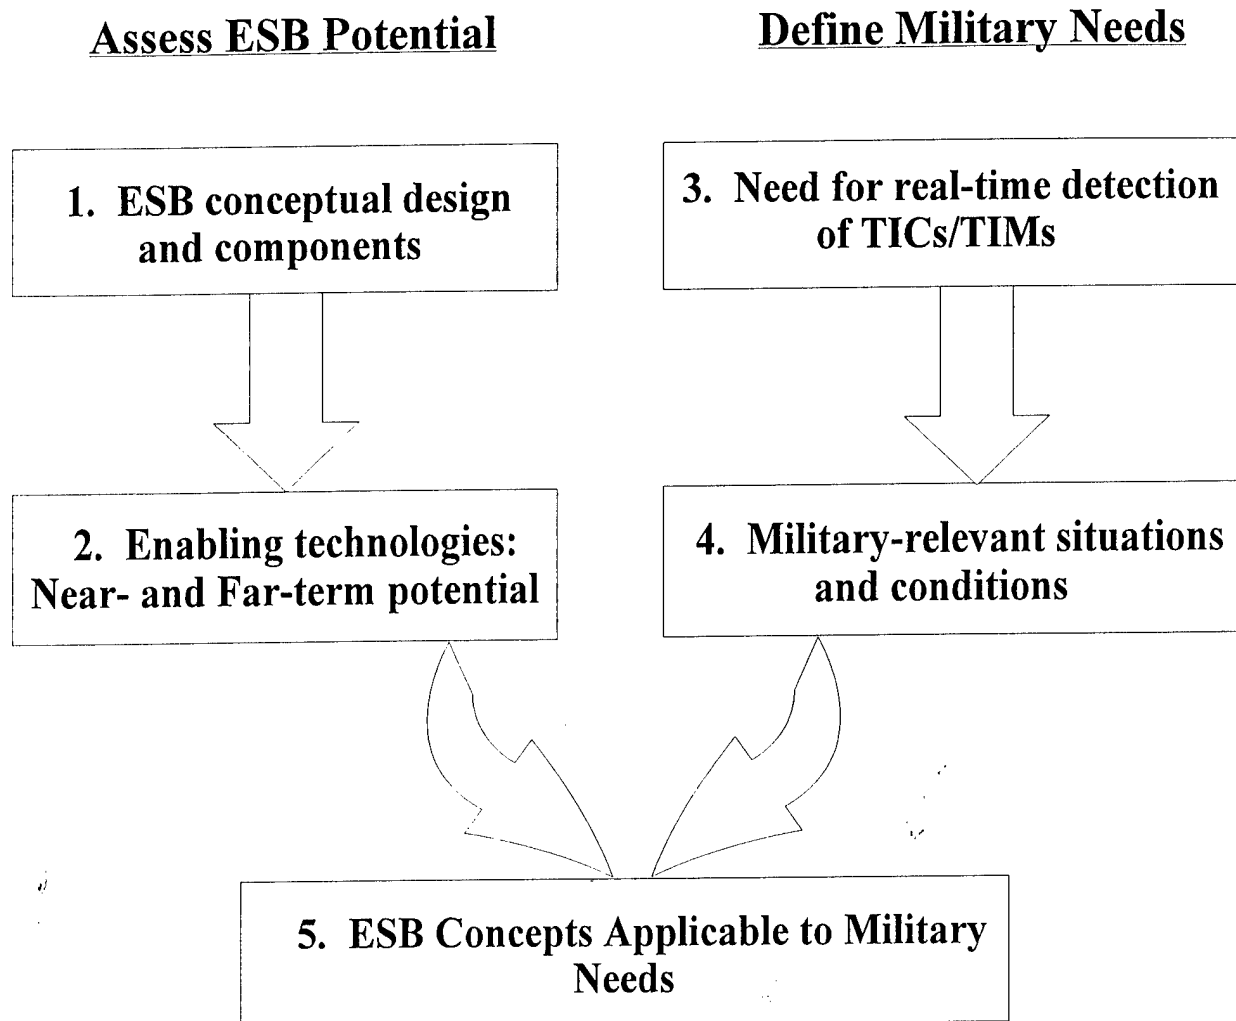 Assess ESB Potential
Define Military Needs
1. ESB conceptual design
and components
3. Need for real-time detection
of TICs/TIMs
2. Enabling technologies:
Near- and Far-term potential
4. Military-relevant situations
and conditions
5. ESB Concepts Applicable to Military
Needs